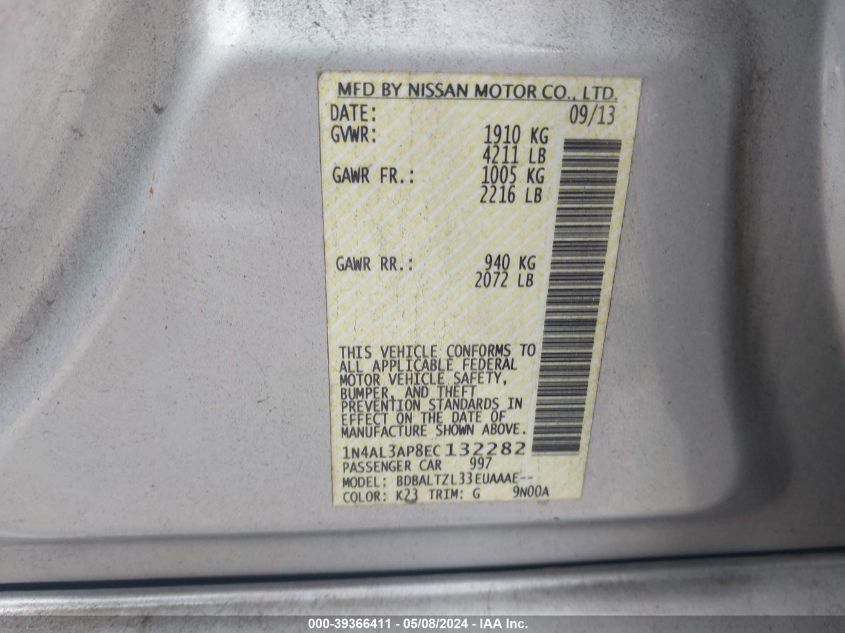 MFD BY NISSAN MOTOR CO., LTD.
DATE: 09/13
GVWR: 1910 KG
4211 LB
GAWR FR.: 1005 KG
2216 LB
GAWR RR.: 940 KG
2072 LB
THIS VEHICLE CONFORMS TO
ALL APPLICABLE FEDERAL
MOTOR VEHICLE SAFETY,
BUMPER, AND THEFT
PREVENTION STANDARDS IN
EFFECT ON THE DATE OF
MANUFACTURE SHOWN ABOVE.
1N4AL3AP8EC132282
PASSENGER CAR 997
MODEL: BDBALTZL33EUAAAE--
COLOR: K23 TRIM: G 9N00A
000-39366411 - 05/08/2024 - IAA Inc.